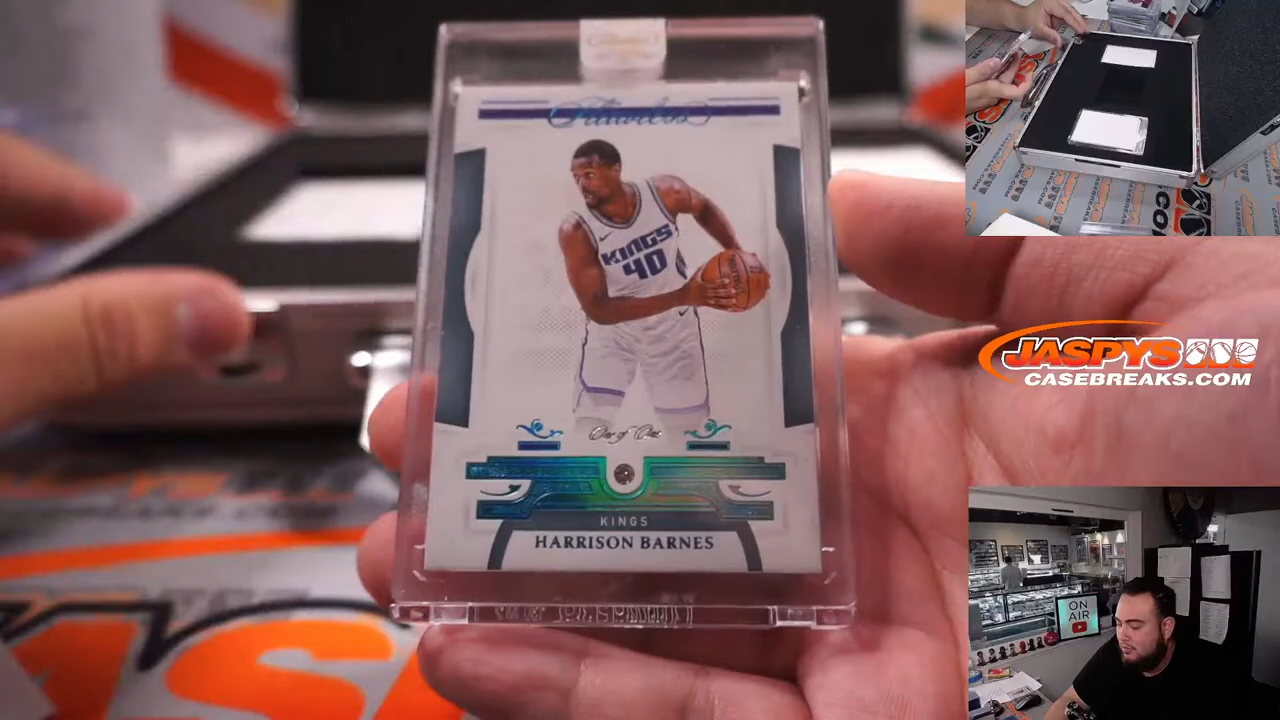 Flawless
KINGS
40
One of One
KINGS
HARRISON BARNES
JASPYS
CASEBREAKS.COM
ON
AIR